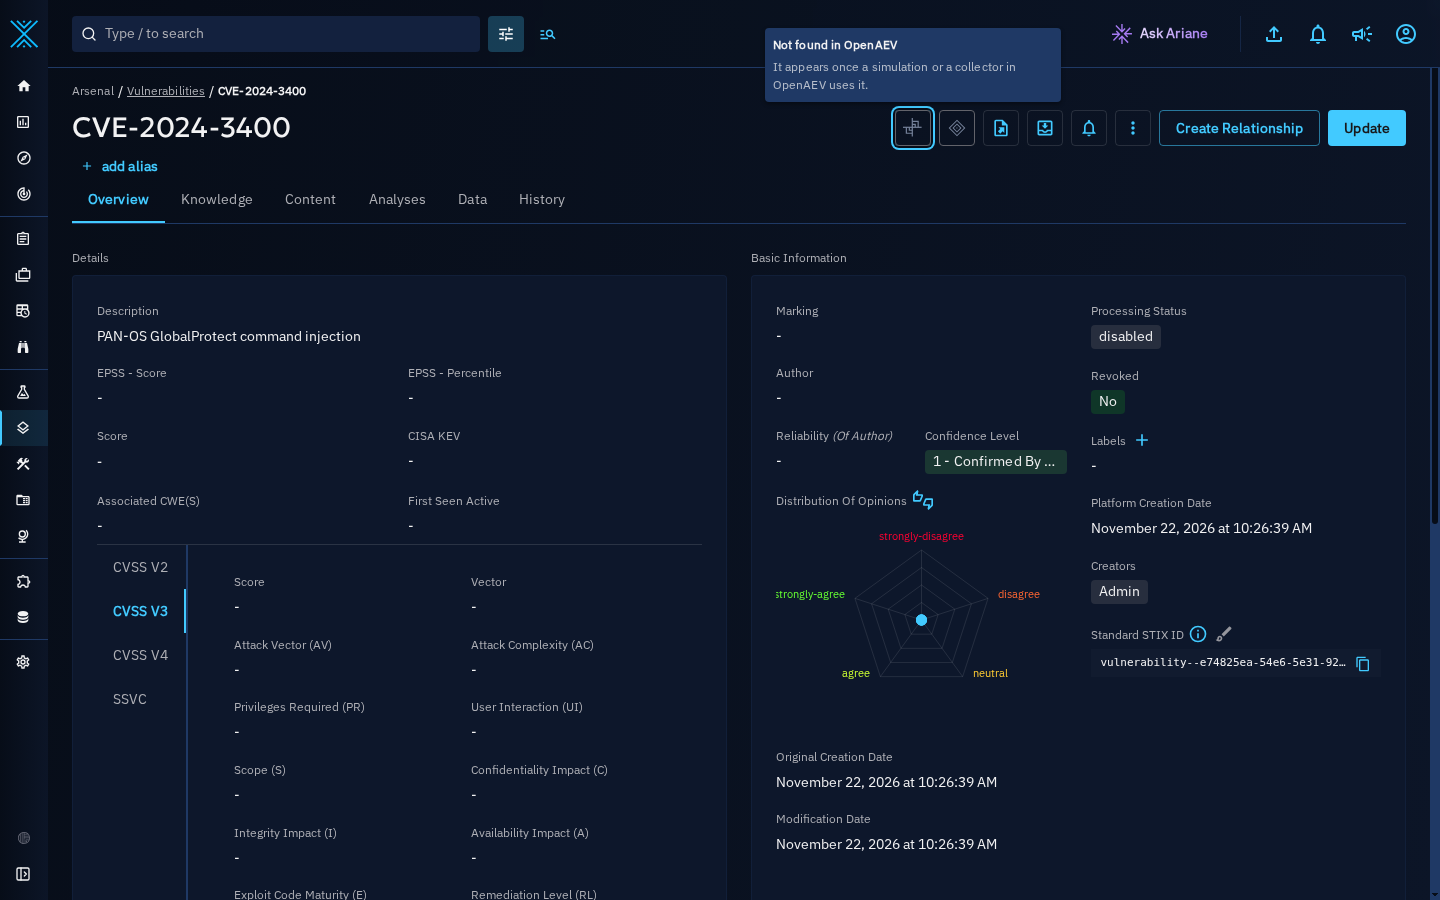 Type / to search
Ask Ariane
Not found in OpenAEV
It appears once a simulation or a collector in
OpenAEV uses it.
Arsenal / Vulnerabilities / CVE-2024-3400
CVE-2024-3400
Create Relationship
Update
+ add alias
Overview
Knowledge
Content
Analyses
Data
History
Details
Description
PAN-OS GlobalProtect command injection
EPSS - Score
-
EPSS - Percentile
-
Score
-
CISA KEV
-
Associated CWE(S)
-
First Seen Active
-
CVSS V2
CVSS V3
CVSS V4
SSVC
Score
-
Vector
-
Attack Vector (AV)
-
Attack Complexity (AC)
-
Privileges Required (PR)
-
User Interaction (UI)
-
Scope (S)
-
Confidentiality Impact (C)
-
Integrity Impact (I)
-
Availability Impact (A)
-
Exploit Code Maturity (E)
Remediation Level (RL)
Basic Information
Marking
-
Processing Status
disabled
Author
-
Revoked
No
Reliability (Of Author)
-
Confidence Level
1 - Confirmed By ...
Labels +
-
Distribution Of Opinions
strongly-disagree
strongly-agree
disagree
agree
neutral
Platform Creation Date
November 22, 2026 at 10:26:39 AM
Creators
Admin
Standard STIX ID
vulnerability--e74825ea-54e6-5e31-92…
Original Creation Date
November 22, 2026 at 10:26:39 AM
Modification Date
November 22, 2026 at 10:26:39 AM